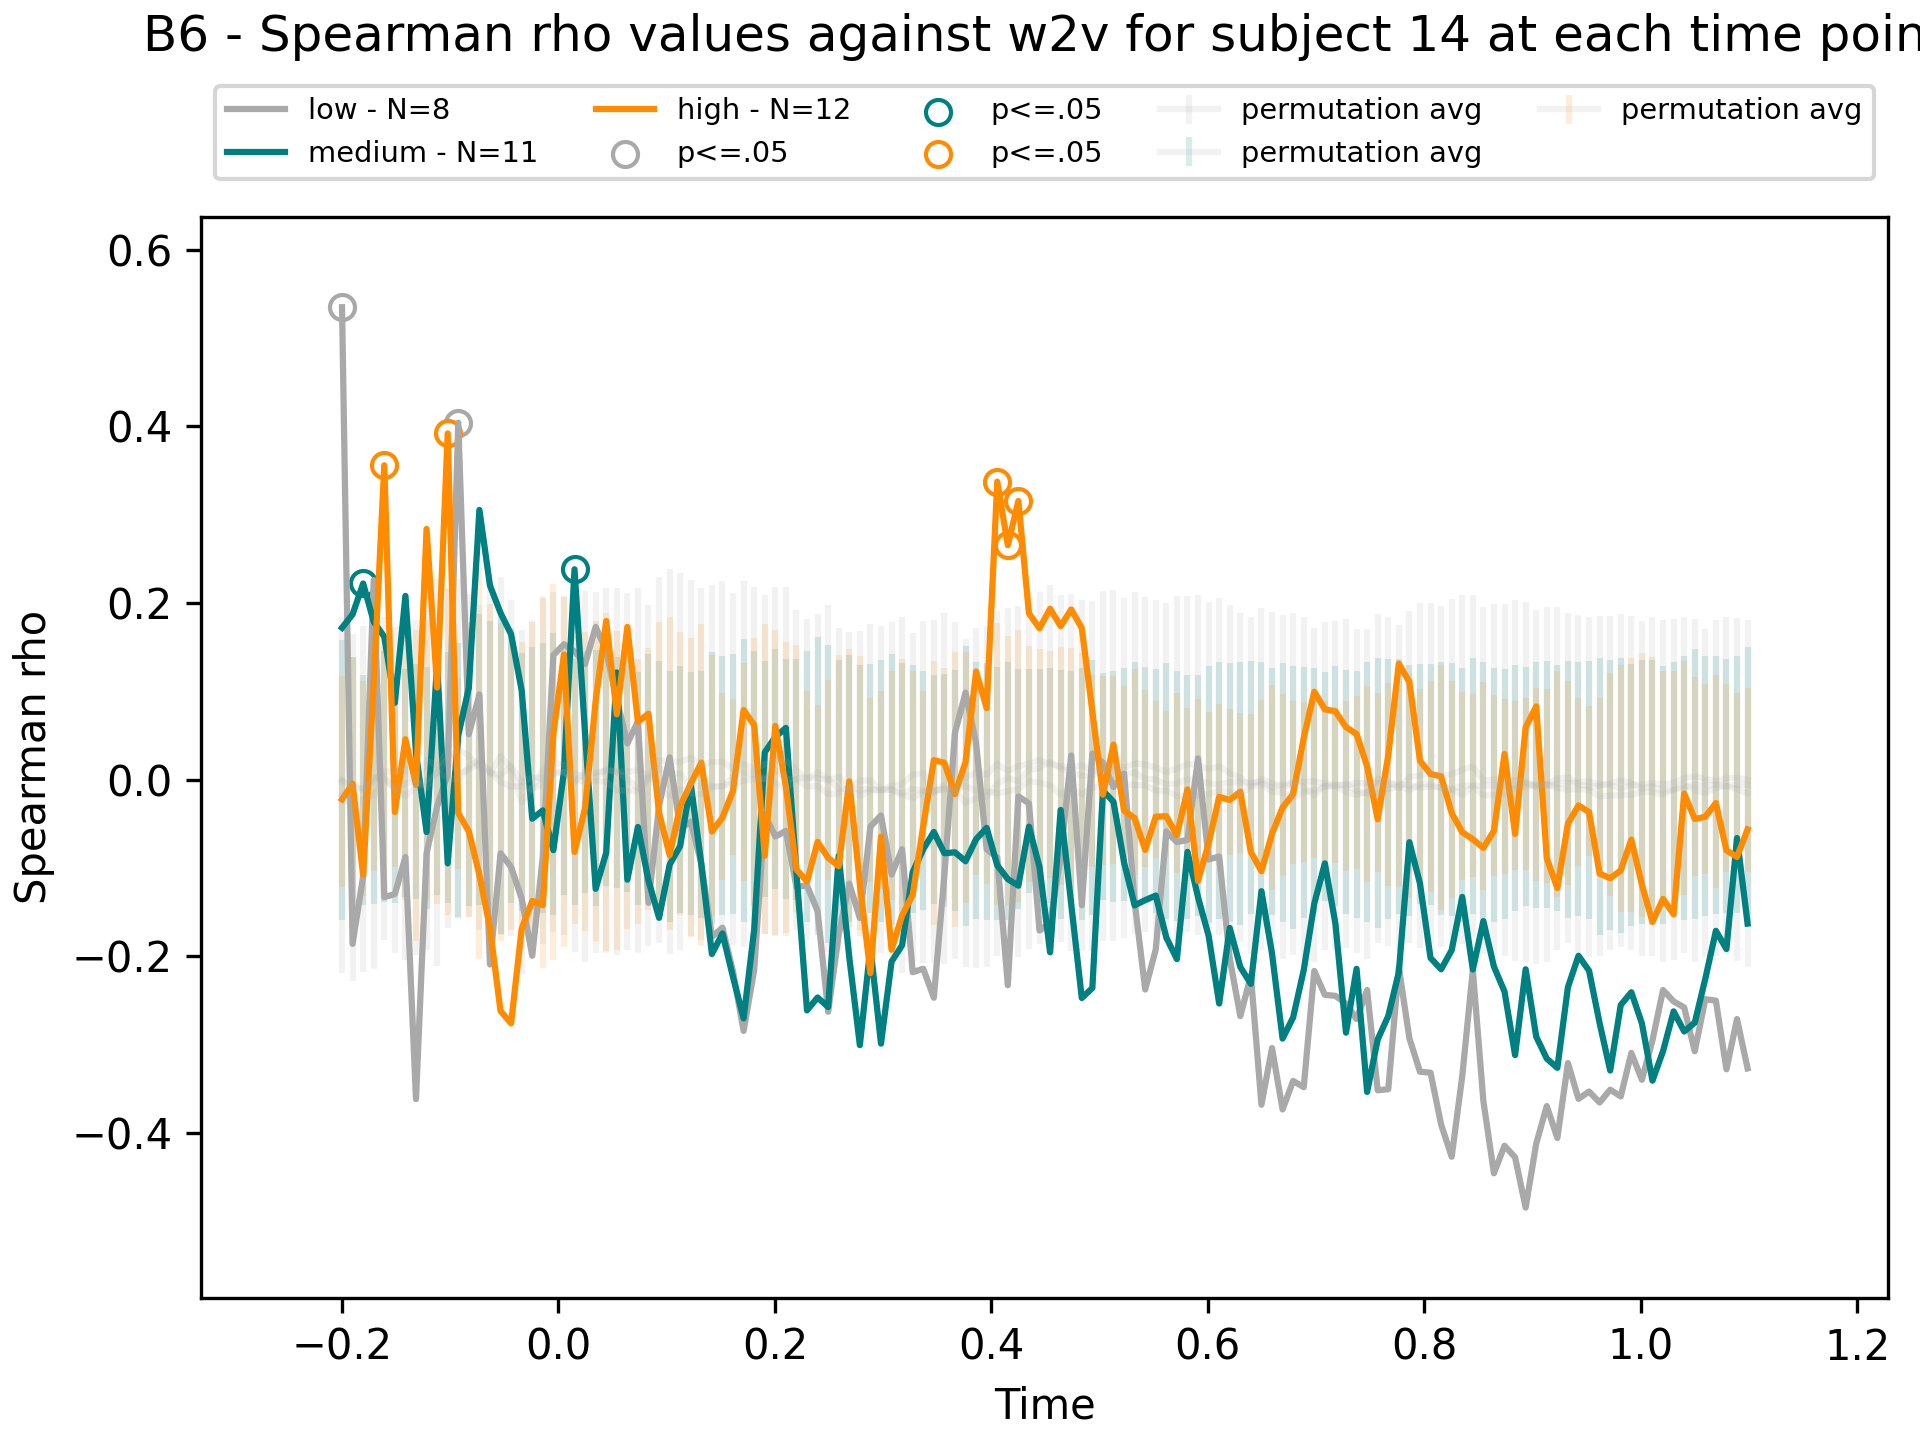 B6 - Spearman rho values against w2v for subject 14 at each time poin
low - N=8
medium - N=11
high - N=12
p<=.05
p<=.05
p<=.05
permutation avg
permutation avg
permutation avg
Spearman rho
0.6
0.4
0.2
0.0
−0.2
−0.4
−0.2
0.0
0.2
0.4
0.6
0.8
1.0
1.2
Time